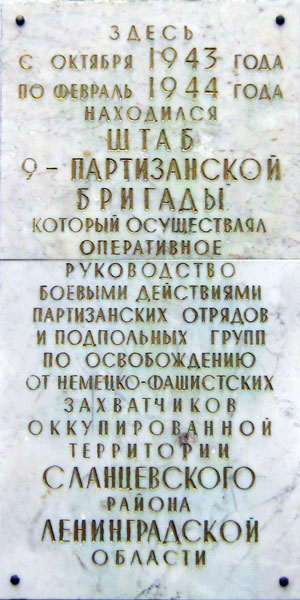 ЗДЕСЬ
С ОКТЯБРЯ 1943 ГОДА
ПО ФЕВРАЛЬ 1944 ГОДА
НАХОДИЛСЯ
ШТАБ
9-ПАРТИЗАНСКОЙ
БРИГАДЫ
КОТОРЫЙ ОСУЩЕСТВЛЯЛ
ОПЕРАТИВНОЕ
РУКОВОДСТВО
БОЕВЫМИ ДЕЙСТВИЯМИ
ПАРТИЗАНСКИХ ОТРЯДОВ
И ПОДПОЛЬНЫХ ГРУПП
ПО ОСВОБОЖДЕНИЮ
ОТ НЕМЕЦКО-ФАШИСТСКИХ
ЗАХВАТЧИКОВ
ОККУПИРОВАННОЙ
ТЕРРИТОРИИ
СЛАНЦЕВСКОГО
РАЙОНА
ЛЕНИНГРАДСКОЙ
ОБЛАСТИ